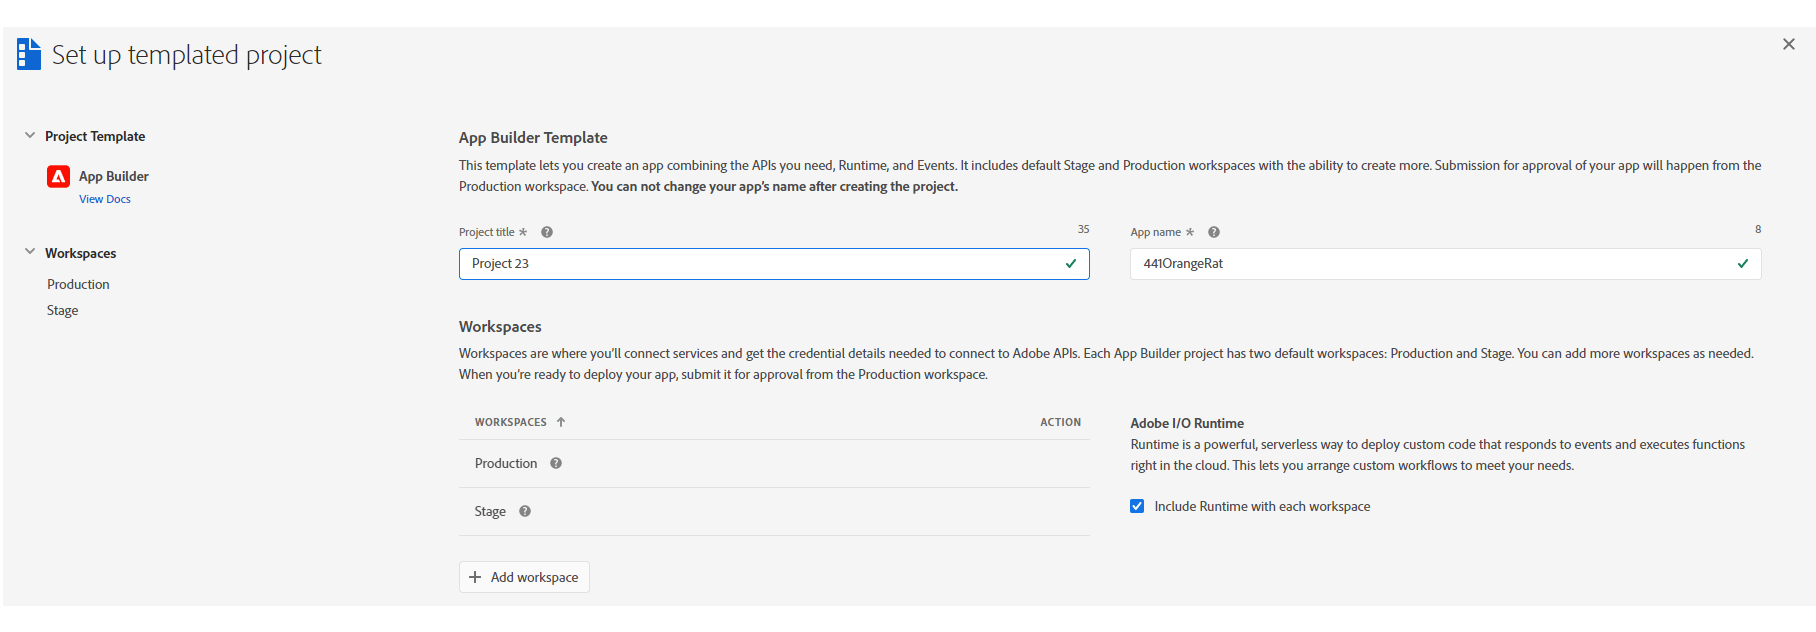 Set up templated project
Project Template
App Builder
View Docs
Workspaces
Production
Stage
App Builder Template
This template lets you create an app combining the APIs you need, Runtime, and Events. It includes default Stage and Production workspaces with the ability to create more. Submission for approval of your app will happen from the
Production workspace. You can not change your app's name after creating the project.
Project title * 35
Project 23
App name * 8
441OrangeRat
Workspaces
Workspaces are where you'll connect services and get the credential details needed to connect to Adobe APIs. Each App Builder project has two default workspaces: Production and Stage. You can add more workspaces as needed.
When you're ready to deploy your app, submit it for approval from the Production workspace.
WORKSPACES ACTION
Production
Stage
Add workspace
Adobe I/O Runtime
Runtime is a powerful, serverless way to deploy custom code that responds to events and executes functions
right in the cloud. This lets you arrange custom workflows to meet your needs.
Include Runtime with each workspace